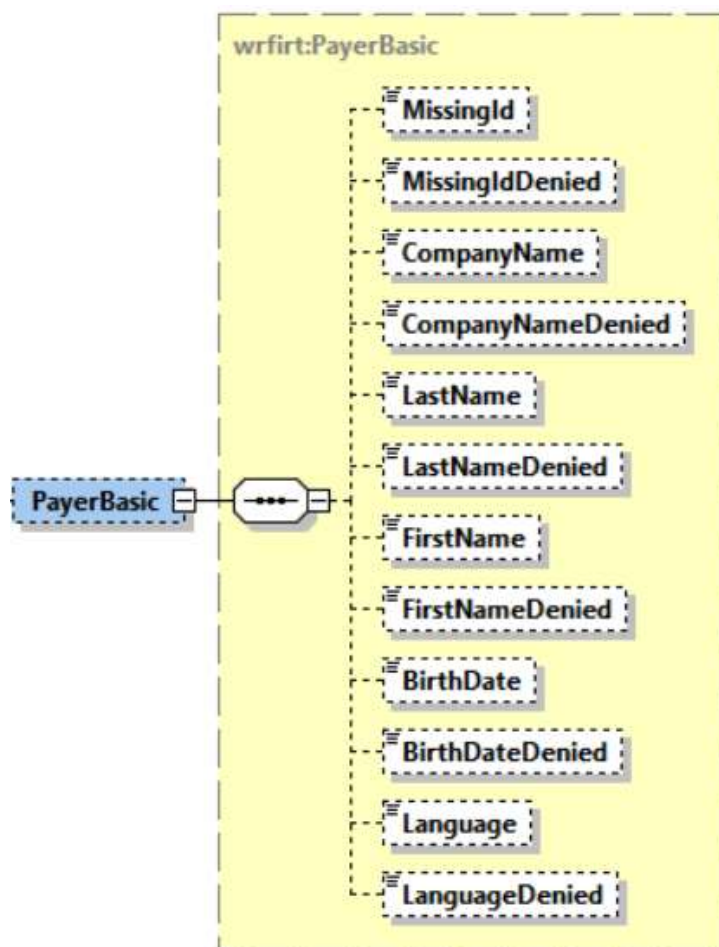 wrfirt:PayerBasic
MissingId
MissingIdDenied
CompanyName
CompanyNameDenied
LastName
LastNameDenied
PayerBasic
FirstName
FirstNameDenied
BirthDate
BirthDateDenied
Language
LanguageDenied